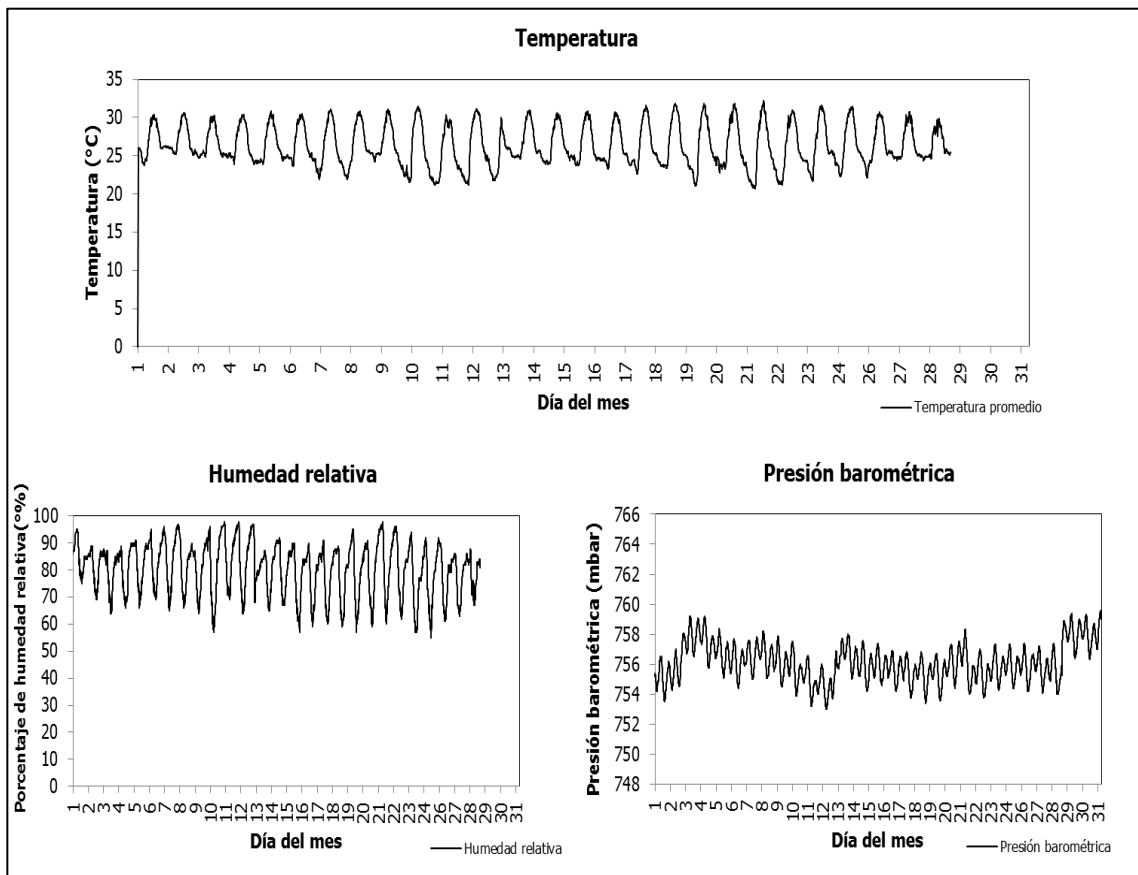 Temperatura
Temperatura (°C)
35
30
25
20
15
10
5
0
1 2 3 4 5 6 7 8 9 10 11 12 13 14 15 16 17 18 19 20 21 22 23 24 26 27 28 29 30 31
Día del mes
Temperatura promedio
Humedad relativa
Porcentaje de humedad relativa(°%)
100
90
80
70
60
50
40
30
20
10
0
1 2 3 4 5 6 7 8 9 10 11 12 13 14 15 16 17 18 19 20 21 22 23 24 26 27 28 29 30 31
Día del mes
Humedad relativa
Presión barométrica
Presión barométrica (mbar)
766
764
762
760
758
756
754
752
750
748
1 2 3 4 5 6 7 8 9 10 11 12 13 14 15 16 17 18 19 20 21 22 23 24 26 27 28 29 30 31
Día del mes
Presión barométrica